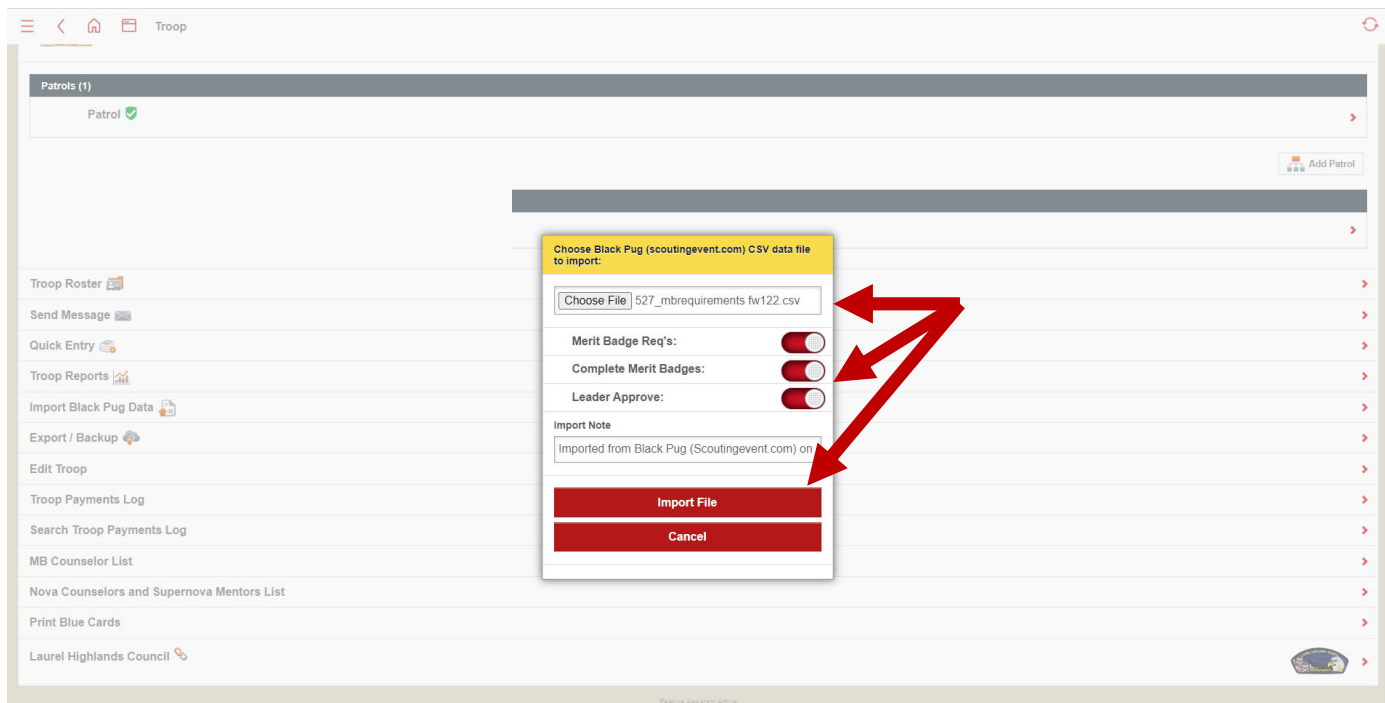 Troop
Patrols (1)
Patrol
Add Patrol
Choose Black Pug (scoutingevent.com) CSV data file
to import:
Choose File 527_mbrequirements fw122.csv
Merit Badge Req's:
Complete Merit Badges:
Leader Approve:
Import Note
Imported from Black Pug (Scoutingevent.com) on
Import File
Cancel
Troop Roster
Send Message
Quick Entry
Troop Reports
Import Black Pug Data
Export / Backup
Edit Troop
Troop Payments Log
Search Troop Payments Log
MB Counselor List
Nova Counselors and Supernova Mentors List
Print Blue Cards
Laurel Highlands Council